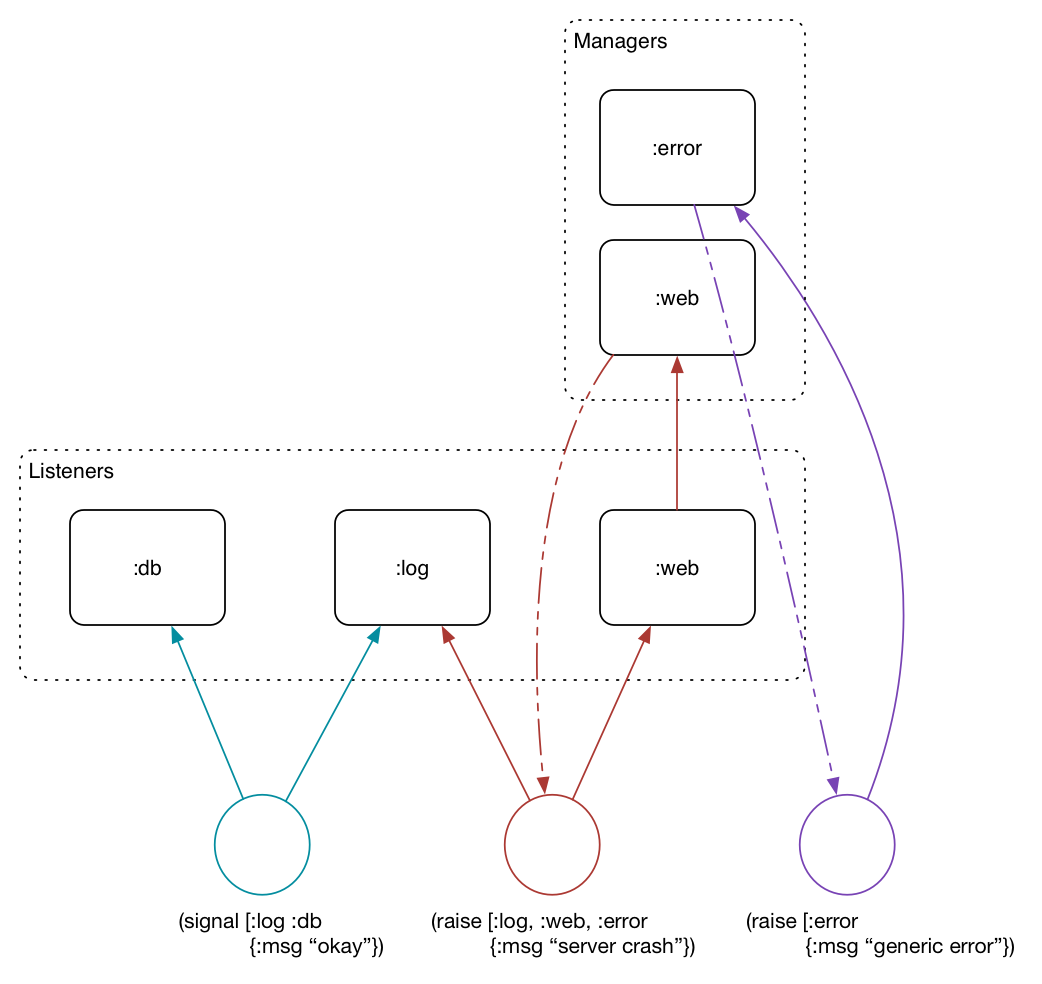 Managers
:error
:web
Listeners
:db
:log
:web
(signal [:log :db
{:msg “okay”})
(raise [:log, :web, :error
{:msg “server crash”})
(raise [:error
{:msg “generic error”})